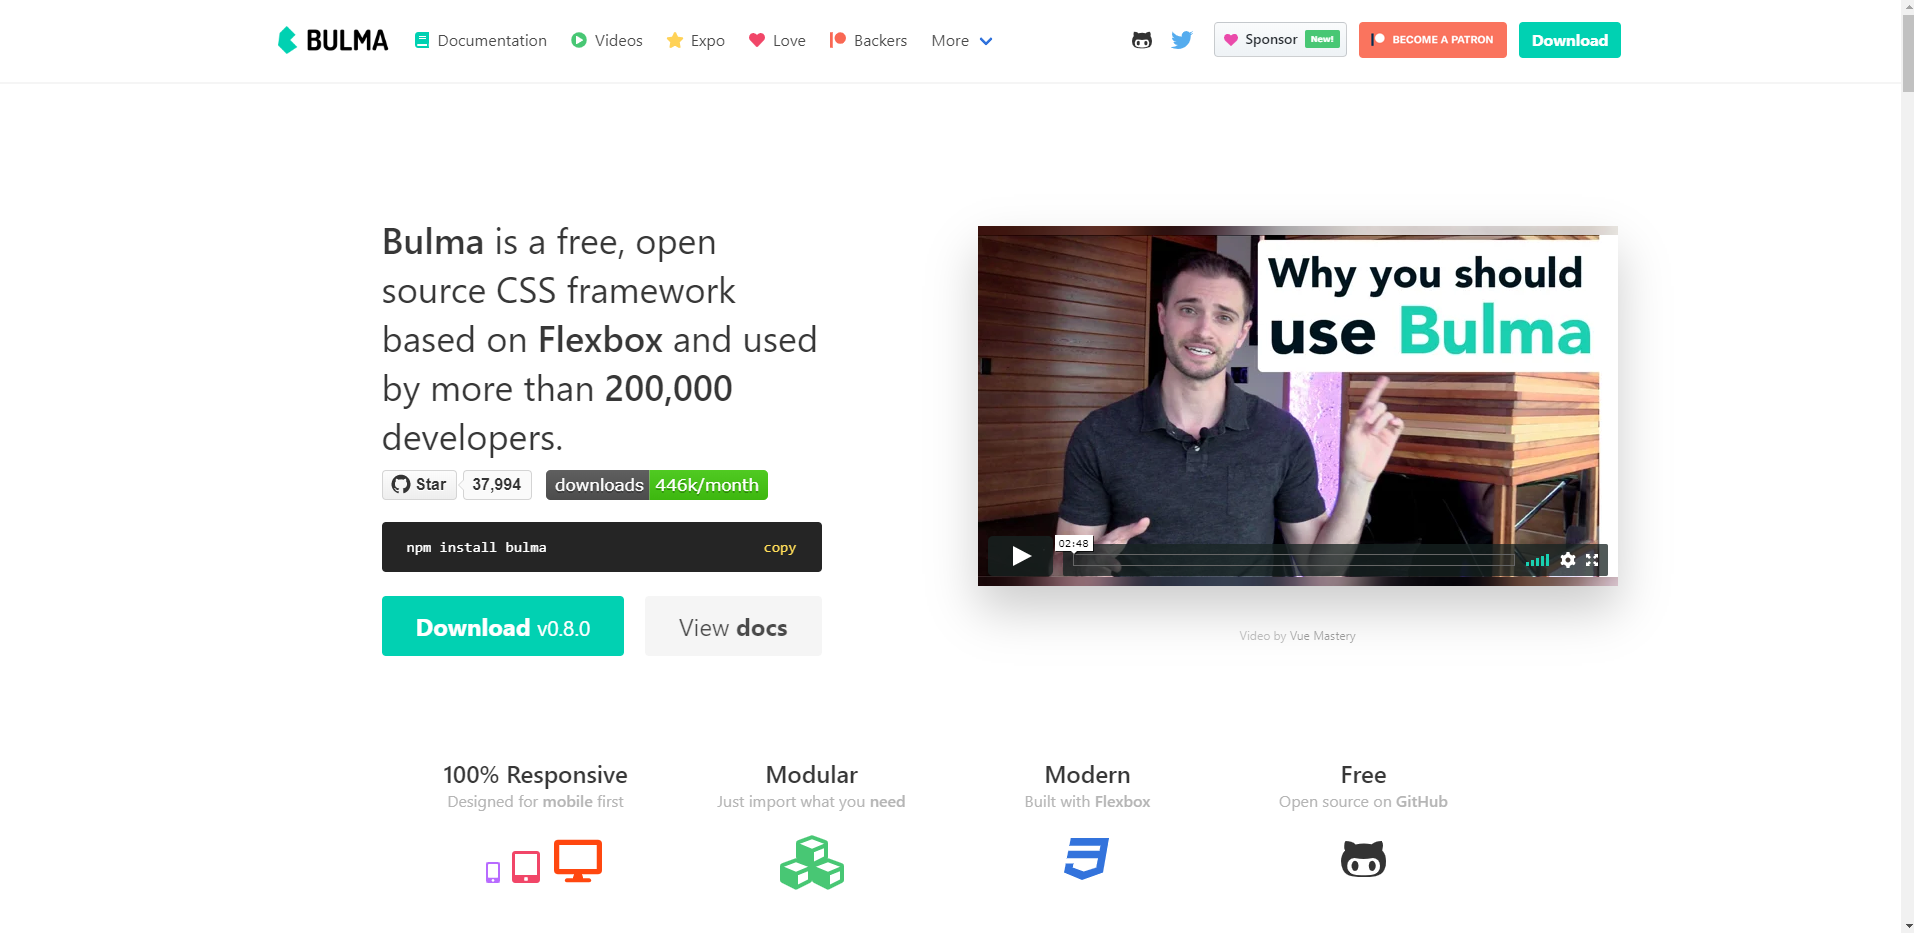 BULMA
Documentation
Videos
Expo
Love
Backers
More
Sponsor New!
BECOME A PATRON
Download
Bulma is a free, open
source CSS framework
based on Flexbox and used
by more than 200,000
developers.
Star
37,994
downloads 446k/month
npm install bulma
copy
Download v0.8.0
View docs
Why you should
use Bulma
02:48
Video by Vue Mastery
100% Responsive
Designed for mobile first
Modular
Just import what you need
Modern
Built with Flexbox
Free
Open source on GitHub